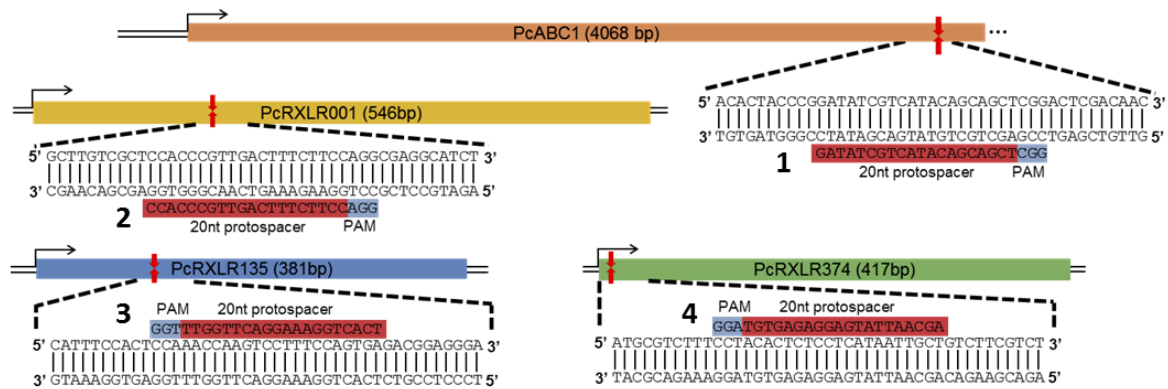 PcABC1 (4068 bp)
...
5' ACACTACCCGGATATCGTCATACAGCAGCTCGGACTCGACAAC 3'
3' TGTGATGGGCCTATAGCAGTATGTCGTCGAGCCTGAGCTGTTG 5'
1 GATATCGTCATACAGCAGCTCGG
20nt protospacer PAM
PcRXLR001 (546bp)
5' GCTTGTCGCTCCACCCGTTGACTTTCTTCCAGGCGAGGCATCT 3'
3' CGAACAGCGAGGTGGGCAACTGAAAGAAGGTCCGCTCCGTAGA 5'
2 CCACCCGTTGACTTTCTTCCAGG
20nt protospacer PAM
PcRXLR135 (381bp)
PAM 20nt protospacer
3 GGTTTGGTTCAGGAAAGGTCACT
5' CATTTCCACTCCAAACCAAGTCCTTTCCAGTGAGACGGAGGGA 3'
3' GTAAAGGTGAGGTTTGGTTCAGGAAAGGTCACTCTGCCTCCCT 5'
PcRXLR374 (417bp)
PAM 20nt protospacer
4 GGATGTGAGAGGAGTATTAACGA
5' ATGCGTCTTTCCTACACTCTCCTCATAATTGCTGTCTTCGTCT 3'
3' TACGCAGAAAGGATGTGAGAGGAGTATTAACGACAGAAGCAGA 5'